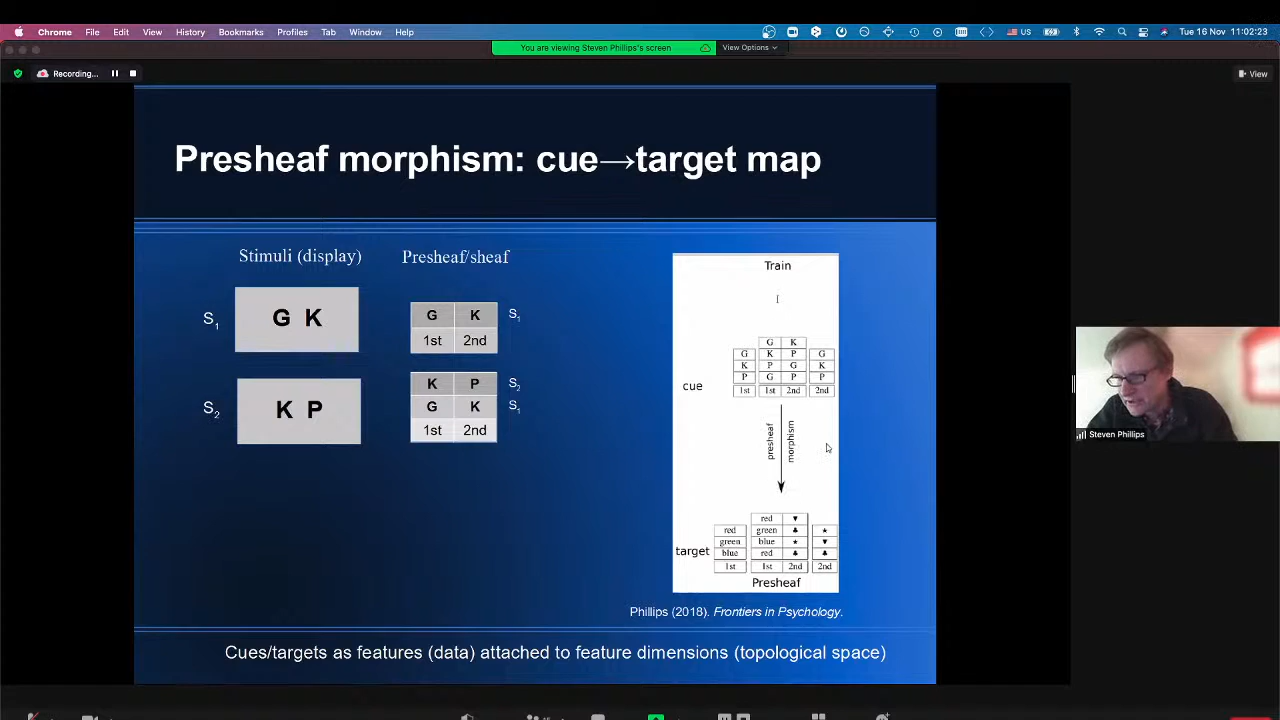 Chrome File Edit View History Bookmarks Profiles Tab Window Help US Tue 16 Nov 11:02:23
You are viewing Steven Phillips's screen View Options
Recording... View
Presheaf morphism: cue→target map
Stimuli (display) Presheaf/sheaf
S1 G K
G K S1
1st 2nd
S2 K P
K P S2
G K S1
1st 2nd
Train
G K
G K P G
K P G K
P G P P
1st 1st 2nd 2nd
cue
presheaf
morphism
red ▼
red green ♣ ★
green blue ★ ▼
blue red ♣ ♣
1st 1st 2nd 2nd
target
Presheaf
Phillips (2018). Frontiers in Psychology.
Cues/targets as features (data) attached to feature dimensions (topological space)
Steven Phillips